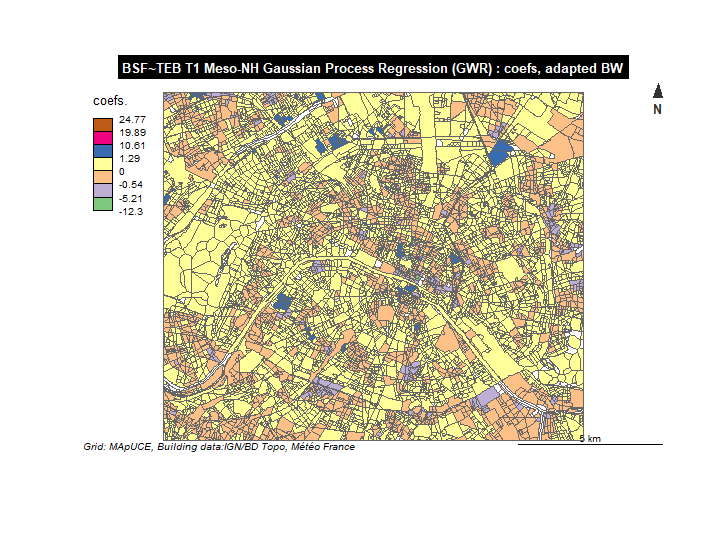 BSF~TEB T1 Meso-NH Gaussian Process Regression (GWR) : coefs, adapted BW
coefs.
24.77
19.89
10.61
1.29
0
-0.54
-5.21
-12.3
N
5 km
Grid: MApUCE, Building data:IGN/BD Topo, Météo France